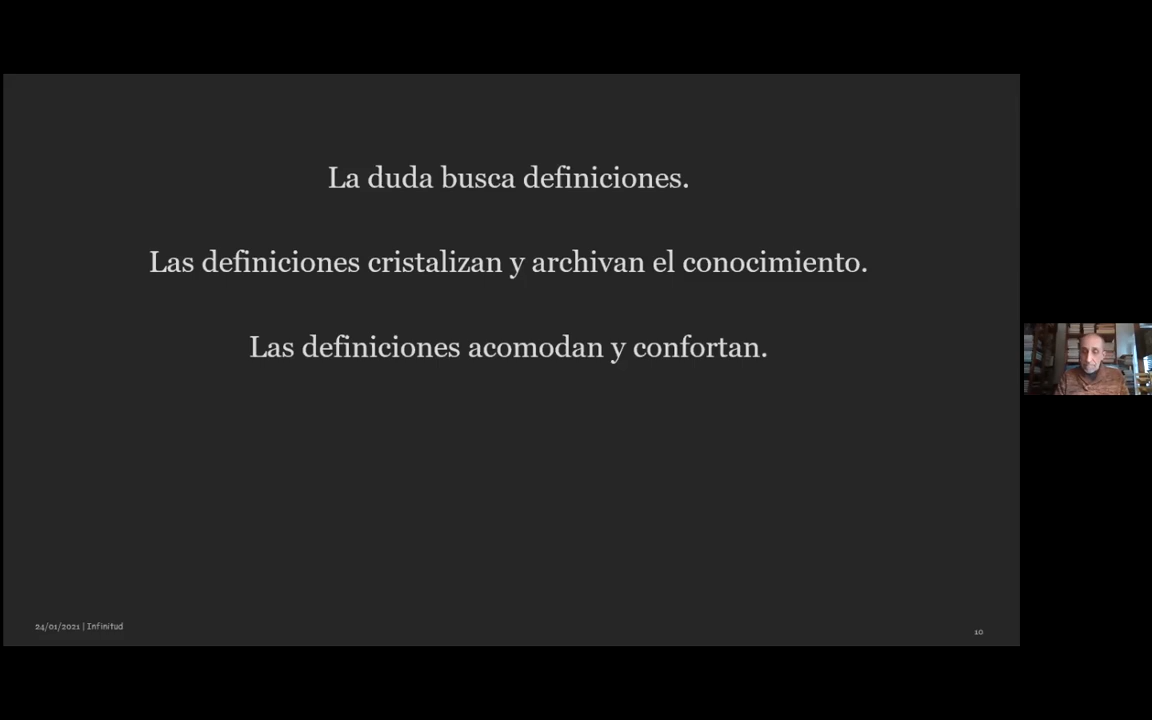 La duda busca definiciones.
Las definiciones cristalizan y archivan el conocimiento.
Las definiciones acomodan y confortan.
24/01/2021 | Infinitud
10